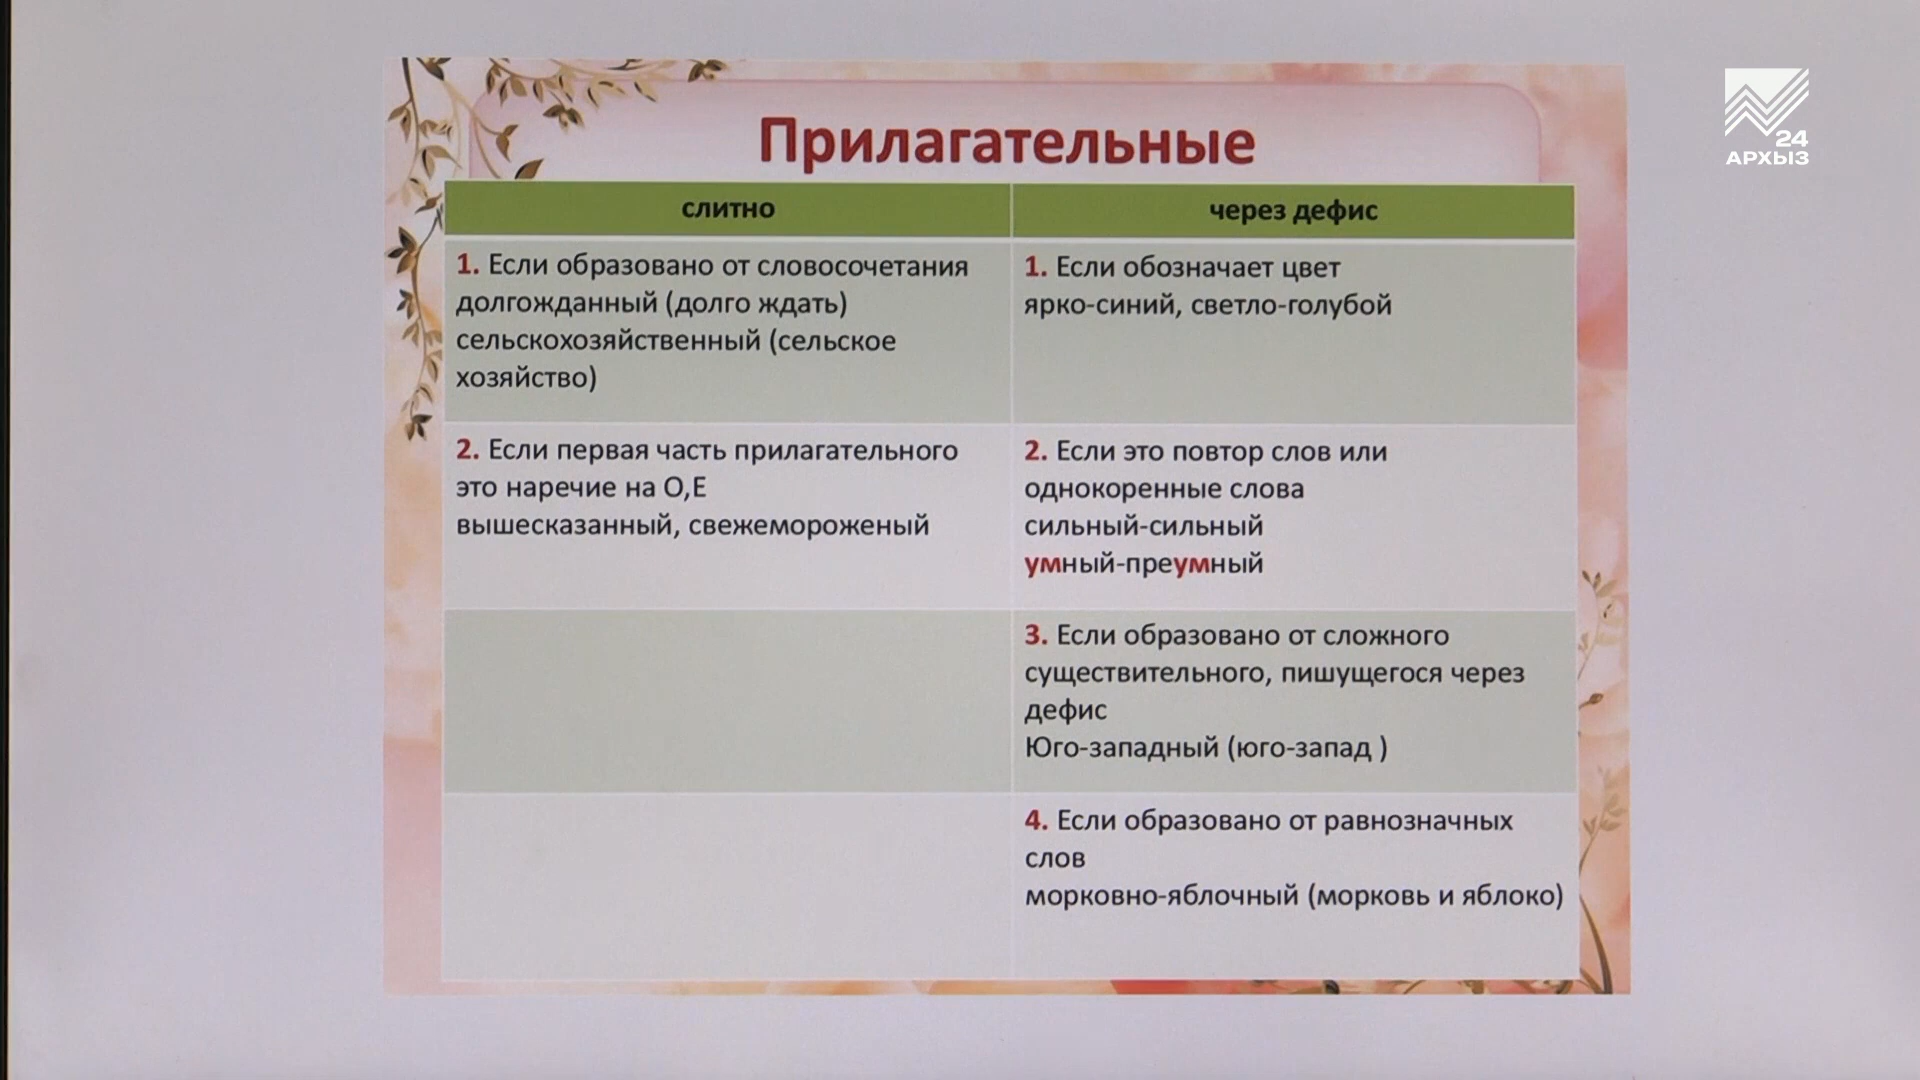 24
АРХЫЗ
Прилагательные
слитно
через дефис
1. Если образовано от словосочетания
долгожданный (долго ждать)
сельскохозяйственный (сельское
хозяйство)
1. Если обозначает цвет
ярко-синий, светло-голубой
2. Если первая часть прилагательного
это наречие на О,Е
вышесказанный, свежемороженый
2. Если это повтор слов или
однокоренные слова
сильный-сильный
умный-преумный
3. Если образовано от сложного
существительного, пишущегося через
дефис
Юго-западный (юго-запад )
4. Если образовано от равнозначных
слов
морковно-яблочный (морковь и яблоко)